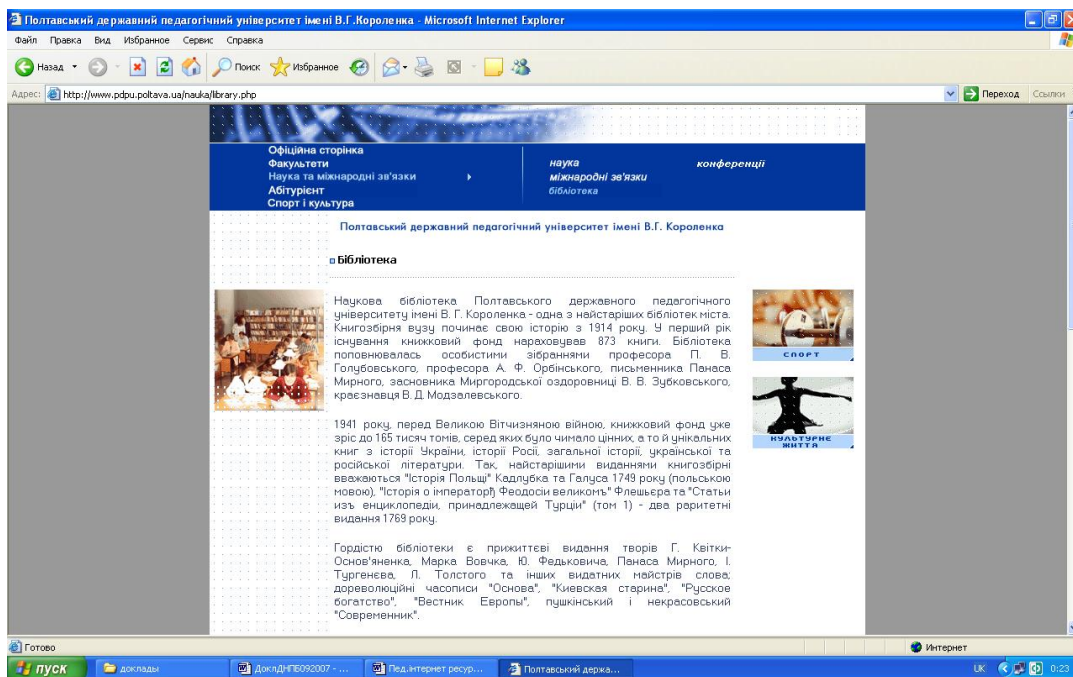 Полтавський державний педагогічний університет імені В.Г.Короленка - Microsoft Internet Explorer
Файл Правка Вид Избранное Сервис Справка
Назад Поиск Избранное
Адрес: http://www.pdpu.poltava.ua/nauka/library.php Переход Ссылки
Офіційна сторінка
Факультети
Наука та міжнародні зв'язки
Абітурієнт
Спорт і культура
наука
міжнародні зв'язки
бібліотека
конференції
Полтавський державний педагогічний університет імені В.Г. Короленка
Бібліотека
Наукова бібліотека Полтавського державного педагогічного
університету імені В. Г. Короленка - одна з найстаріших бібліотек міста.
Книгозбірня вузу починає свою історію з 1914 року. У перший рік
існування книжковий фонд нараховував 873 книги. Бібліотека
поповнювалась особистими зібраннями професора П. В.
Голубовського, професора А. Ф. Орбінського, письменника Панаса
Мирного, засновника Миргородської оздоровниці В. В. Зубковського,
краєзнавця В. Д. Модзалевського.
1941 року, перед Великою Вітчизняною війною, книжковий фонд уже
зріс до 165 тисяч томів, серед яких було чимало цінних, а то й унікальних
книг з історії України, історії Росії, загальної історії, української та
російської літератури. Так, найстарішими виданнями книгозбірні
вважаються "Історія Польщі" Кадлубка та Галуса 1749 року (польською
мовою), "Історія о імператорђ Феодосіи великомъ" Флешьєра та "Статьи
изъ енциклопедіи, принадлежащей Турціи" (том 1) - два раритетні
видання 1769 року.
Гордістю бібліотеки є прижиттєві видання творів Г. Квітки-
Основ'яненка, Марка Вовчка, Ю. Федьковича, Панаса Мирного, І.
Тургенєва, Л. Толстого та інших видатних майстрів слова;
дореволюційні часописи "Основа", "Киевская старина", "Русское
богатство", "Вестник Европы", пушкінський і некрасовський
"Современник".
СПОРТ
КУЛЬТУРНЕ
ЖИТТЯ
Готово Интернет
пуск доклады ДоклДНПБ092007 - ... Пед.інтернет ресур... Полтавський держа... UK 0:23